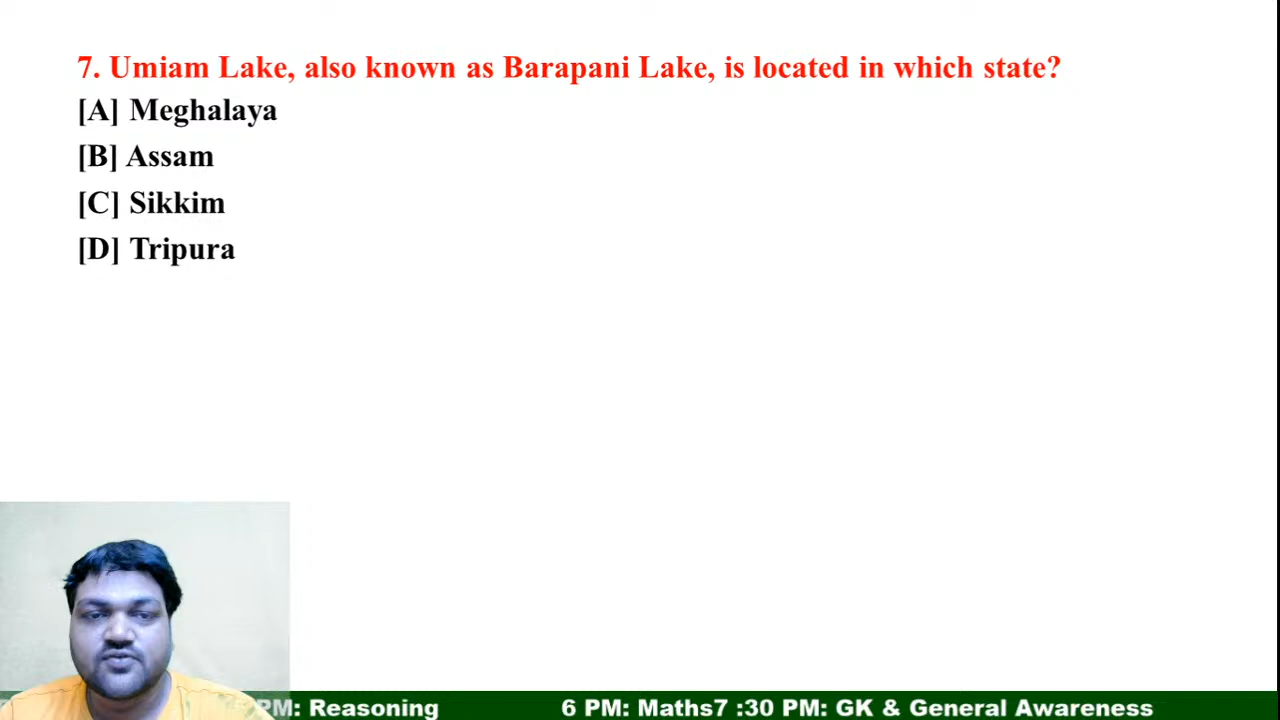 7. Umiam Lake, also known as Barapani Lake, is located in which state?
[A] Meghalaya
[B] Assam
[C] Sikkim
[D] Tripura
PM: Reasoning 6 PM: Maths7 :30 PM: GK & General Awareness